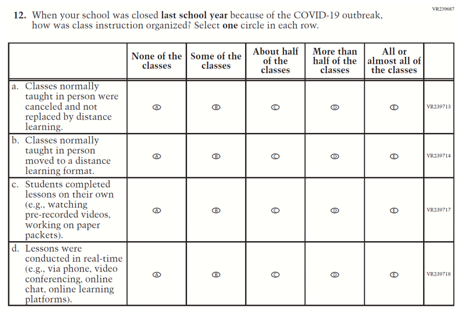 VR239687
12. When your school was closed last school year because of the COVID-19 outbreak,
how was class instruction organized? Select one circle in each row.
None of the classes
Some of the classes
About half of the classes
More than half of the classes
All or almost all of the classes
a. Classes normally
taught in person were
canceled and not
replaced by distance
learning.
A B C D E VR239713
b. Classes normally
taught in person
moved to a distance
learning format.
A B C D E VR239714
c. Students completed
lessons on their own
(e.g., watching
pre-recorded videos,
working on paper
packets).
A B C D E VR239717
d. Lessons were
conducted in real-time
(e.g., via phone, video
conferencing, online
chat, online learning
platforms).
A B C D E VR239718